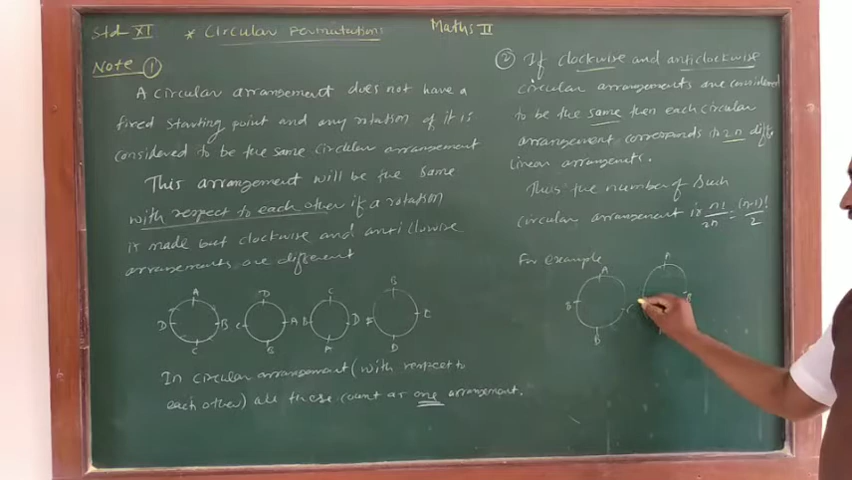 Std XI * Circular Permutations Maths II
Note ①
A circular arrangement does not have a
fixed starting point and any rotation of it is
considered to be the same circular arrangement
This arrangement will be the same
with respect to each other if a rotation
is made but clockwise and
arrangements are different
A
D B
C
D
C A
B
C
B D
A
B
C
D
In circular arrangement (with respect to
each other) all these count as one arrangement.
② If clockwise and anticlockwise
circular arrangements are considered
to be the same then each circular
arrangement corresponds to 2n
linear arrangements.
Thus the number of such
circular arrangement is n!/2n = (n-1)!/2
For example
A
B
B
A